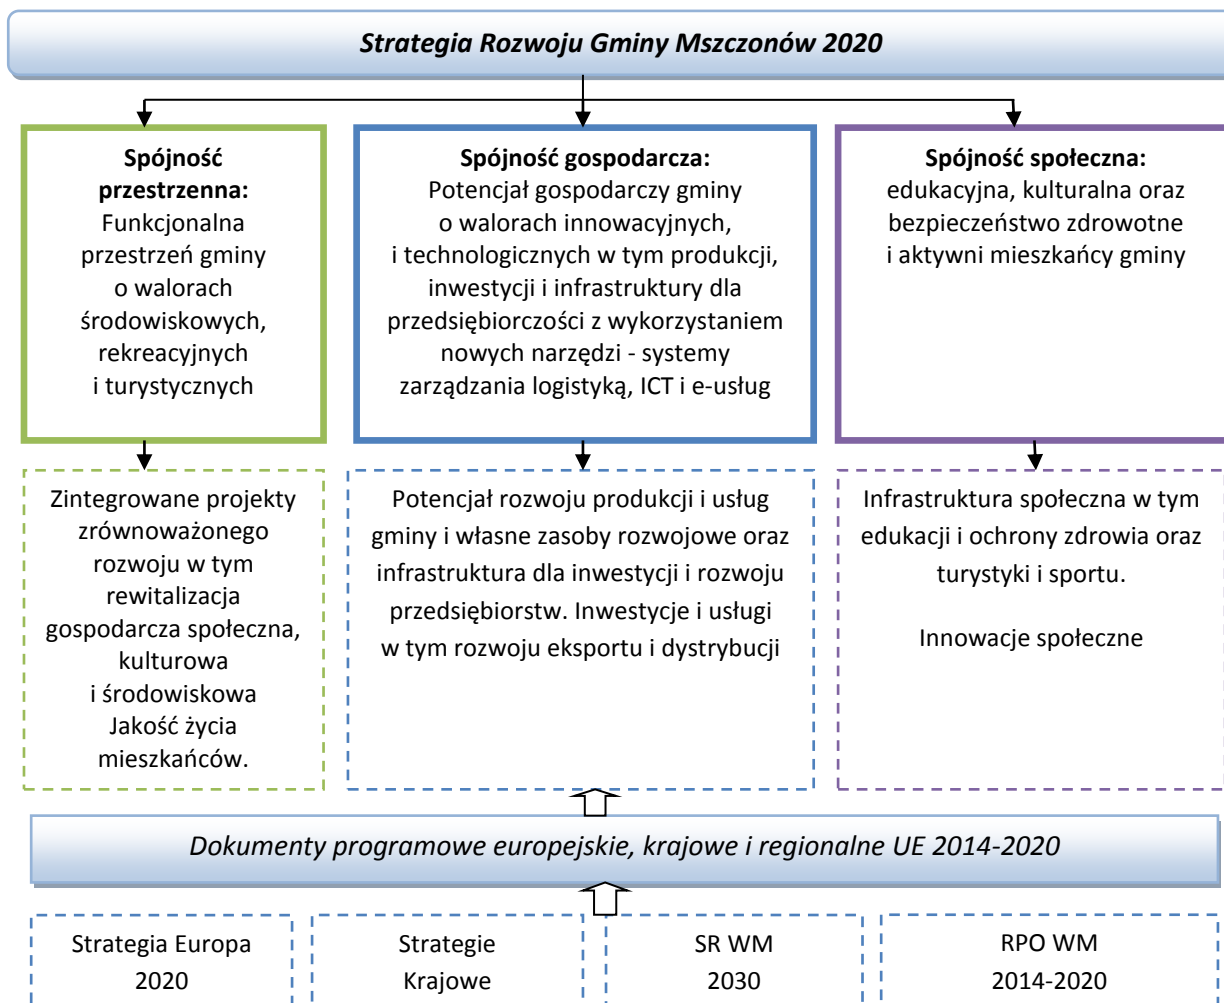 Strategia Rozwoju Gminy Mszczonów 2020
Spójność
przestrzenna:
Funkcjonalna
przestrzeń gminy
o walorach
środowiskowych,
rekreacyjnych
i turystycznych
Spójność gospodarcza:
Potencjał gospodarczy gminy
o walorach innowacyjnych,
i technologicznych w tym produkcji,
inwestycji i infrastruktury dla
przedsiębiorczości z wykorzystaniem
nowych narzędzi - systemy
zarządzania logistyką, ICT i e-usług
Spójność społeczna:
edukacyjna, kulturalna oraz
bezpieczeństwo zdrowotne
i aktywni mieszkańcy gminy
Zintegrowane projekty
zrównoważonego
rozwoju w tym
rewitalizacja
gospodarcza społeczna,
kulturowa
i środowiskowa
Jakość życia
mieszkańców.
Potencjał rozwoju produkcji i usług
gminy i własne zasoby rozwojowe oraz
infrastruktura dla inwestycji i rozwoju
przedsiębiorstw. Inwestycje i usługi
w tym rozwoju eksportu i dystrybucji
Infrastruktura społeczna w tym
edukacji i ochrony zdrowia oraz
turystyki i sportu.
Innowacje społeczne
Dokumenty programowe europejskie, krajowe i regionalne UE 2014-2020
Strategia Europa
2020
Strategie
Krajowe
SR WM
2030
RPO WM
2014-2020